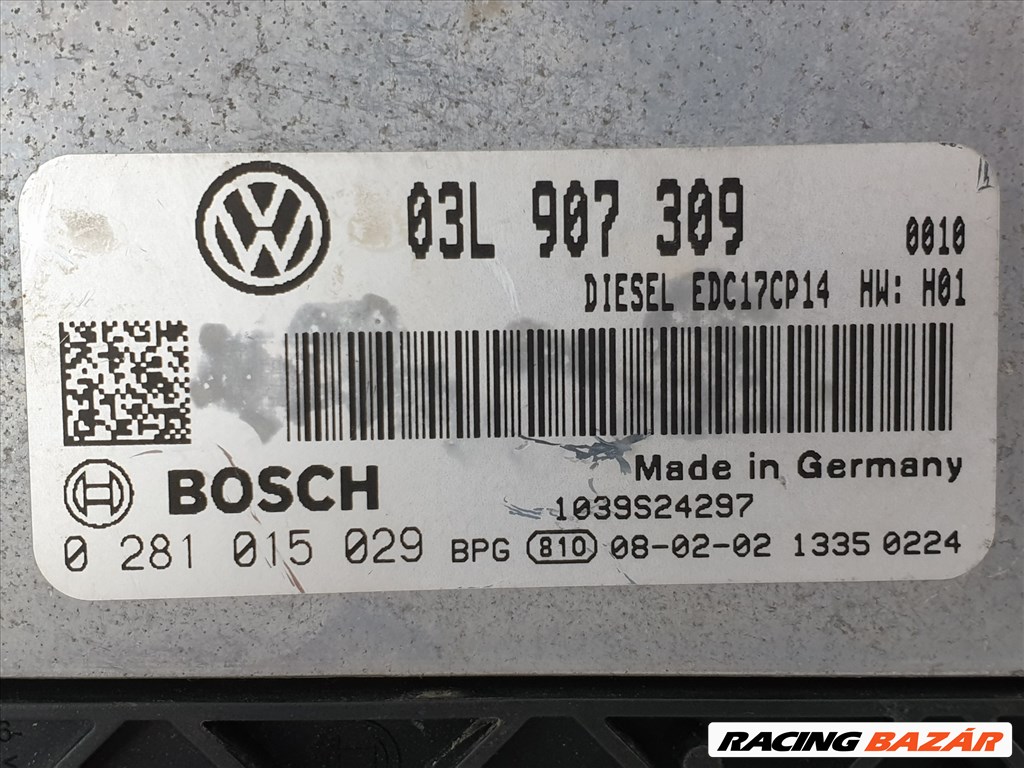 03L 907 309
0010
DIESEL EDC17CP14 HW: H01
BOSCH
Made in Germany
1039S24297
0 281 015 029 BPG 810 08-02-02 1335 0224
RACING BAZÁR